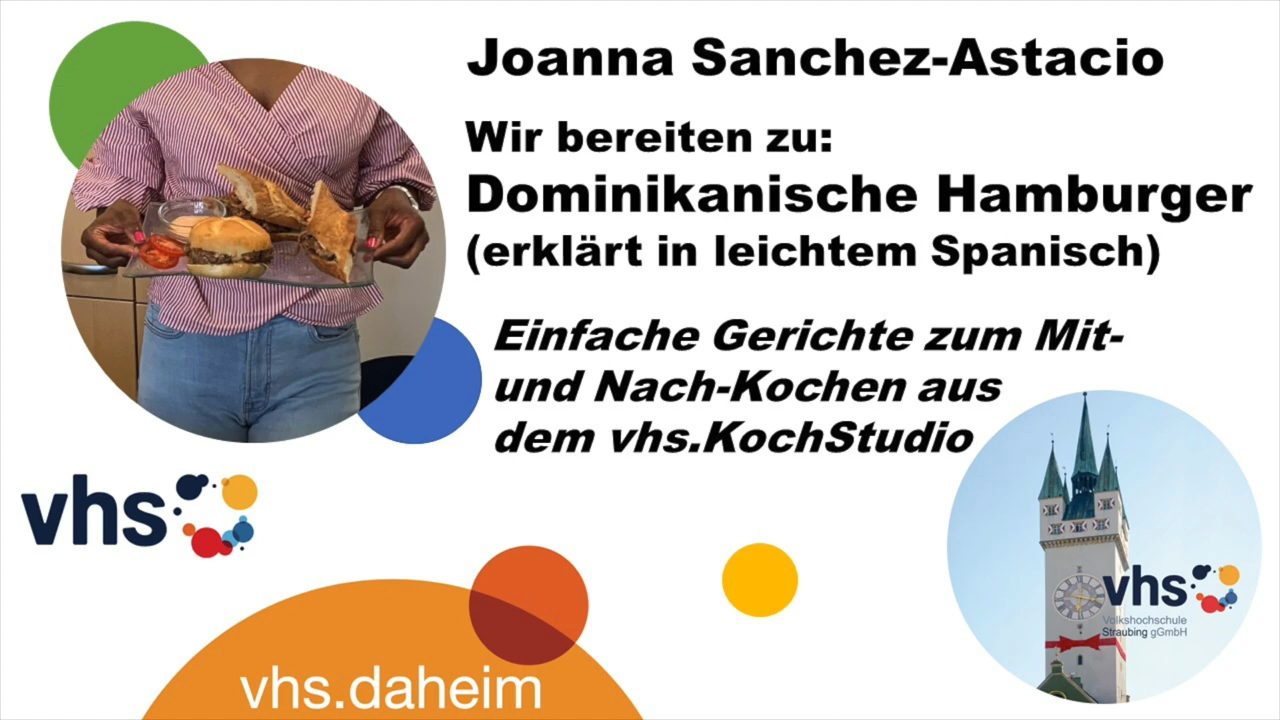 Joanna Sanchez-Astacio
Wir bereiten zu:
Dominikanische Hamburger
(erklärt in leichtem Spanisch)
Einfache Gerichte zum Mit-
und Nach-Kochen aus
dem vhs.KochStudio
vhs
vhs
Volkshochschule
Straubing gGmbH
vhs.daheim